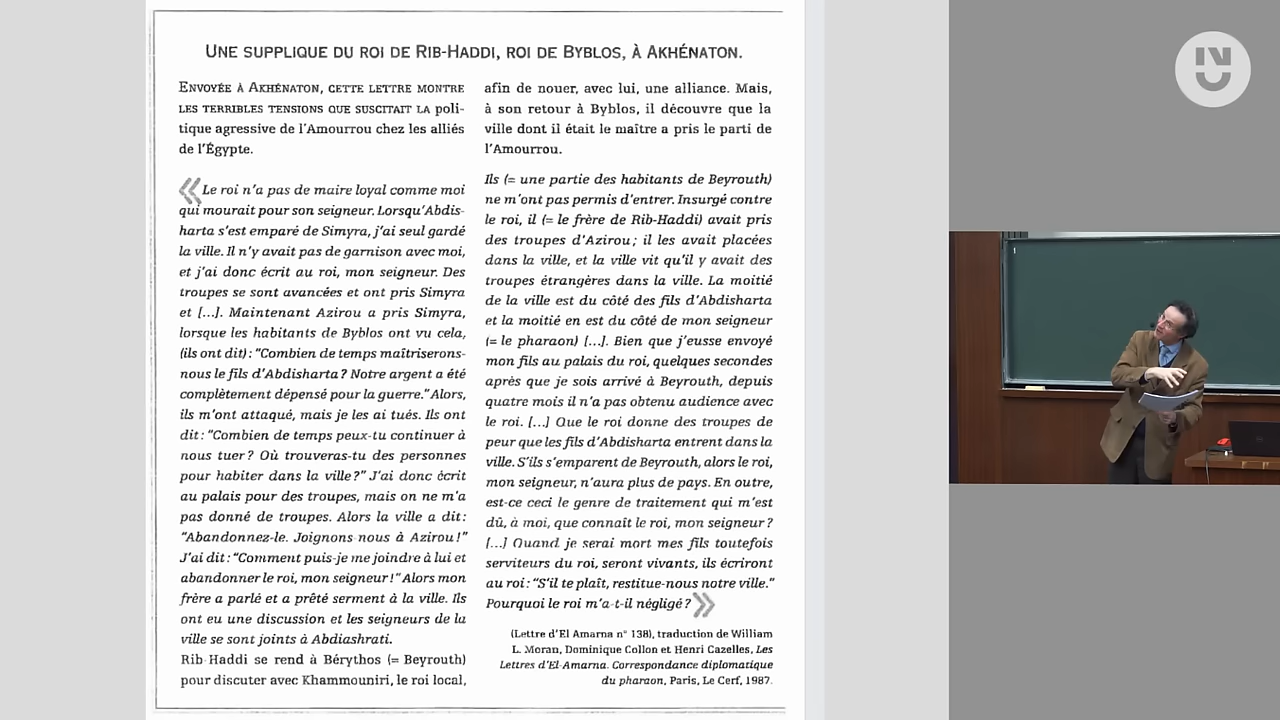 UNE SUPPLIQUE DU ROI DE RIB-HADDI, ROI DE BYBLOS, À AKHÉNATON.
ENVOYÉE À AKHÉNATON, CETTE LETTRE MONTRE
LES TERRIBLES TENSIONS QUE SUSCITAIT LA poli-
tique agressive de l'Amourrou chez les alliés
de l'Égypte.
«Le roi n'a pas de maire loyal comme moi
qui mourait pour son seigneur. Lorsqu'Abdis-
harta s'est emparé de Simyra, j'ai seul gardé
la ville. Il n'y avait pas de garnison avec moi,
et j'ai donc écrit au roi, mon seigneur. Des
troupes se sont avancées et ont pris Simyra
et [...]. Maintenant Azirou a pris Simyra,
lorsque les habitants de Byblos ont vu cela,
(ils ont dit) : "Combien de temps maîtriserons-
nous le fils d'Abdisharta ? Notre argent a été
complètement dépensé pour la guerre." Alors,
ils m'ont attaqué, mais je les ai tués. Ils ont
dit : "Combien de temps peux-tu continuer à
nous tuer ? Où trouveras-tu des personnes
pour habiter dans la ville ?" J'ai donc écrit
au palais pour des troupes, mais on ne m'a
pas donné de troupes. Alors la ville a dit :
"Abandonnez-le. Joignons-nous à Azirou !"
J'ai dit : "Comment puis-je me joindre à lui et
abandonner le roi, mon seigneur !" Alors mon
frère a parlé et a prêté serment à la ville. Ils
ont eu une discussion et les seigneurs de la
ville se sont joints à Abdiashrati.
Rib-Haddi se rend à Bérythos (= Beyrouth)
pour discuter avec Khammouniri, le roi local,
afin de nouer, avec lui, une alliance. Mais,
à son retour à Byblos, il découvre que la
ville dont il était le maître a pris le parti de
l'Amourrou.
Ils (= une partie des habitants de Beyrouth)
ne m'ont pas permis d'entrer. Insurgé contre
le roi, il (= le frère de Rib-Haddi) avait pris
des troupes d'Azirou ; il les avait placées
dans la ville, et la ville vit qu'il y avait des
troupes étrangères dans la ville. La moitié
de la ville est du côté des fils d'Abdisharta
et la moitié en est du côté de mon seigneur
(= le pharaon) [...]. Bien que j'eusse envoyé
mon fils au palais du roi, quelques secondes
après que je sois arrivé à Beyrouth, depuis
quatre mois il n'a pas obtenu audience avec
le roi. [...] Que le roi donne des troupes de
peur que les fils d'Abdisharta entrent dans la
ville. S'ils s'emparent de Beyrouth, alors le roi,
mon seigneur, n'aura plus de pays. En outre,
est-ce ceci le genre de traitement qui m'est
dû, à moi, que connaît le roi, mon seigneur ?
[...] Quand je serai mort mes fils toutefois
serviteurs du roi, seront vivants, ils écriront
au roi : "S'il te plaît, restitue-nous notre ville."
Pourquoi le roi m'a-t-il négligé ?»
(Lettre d'El Amarna n° 138), traduction de William
L. Moran, Dominique Collon et Henri Cazelles, Les
Lettres d'El-Amarna. Correspondance diplomatique
du pharaon, Paris, Le Cerf, 1987.